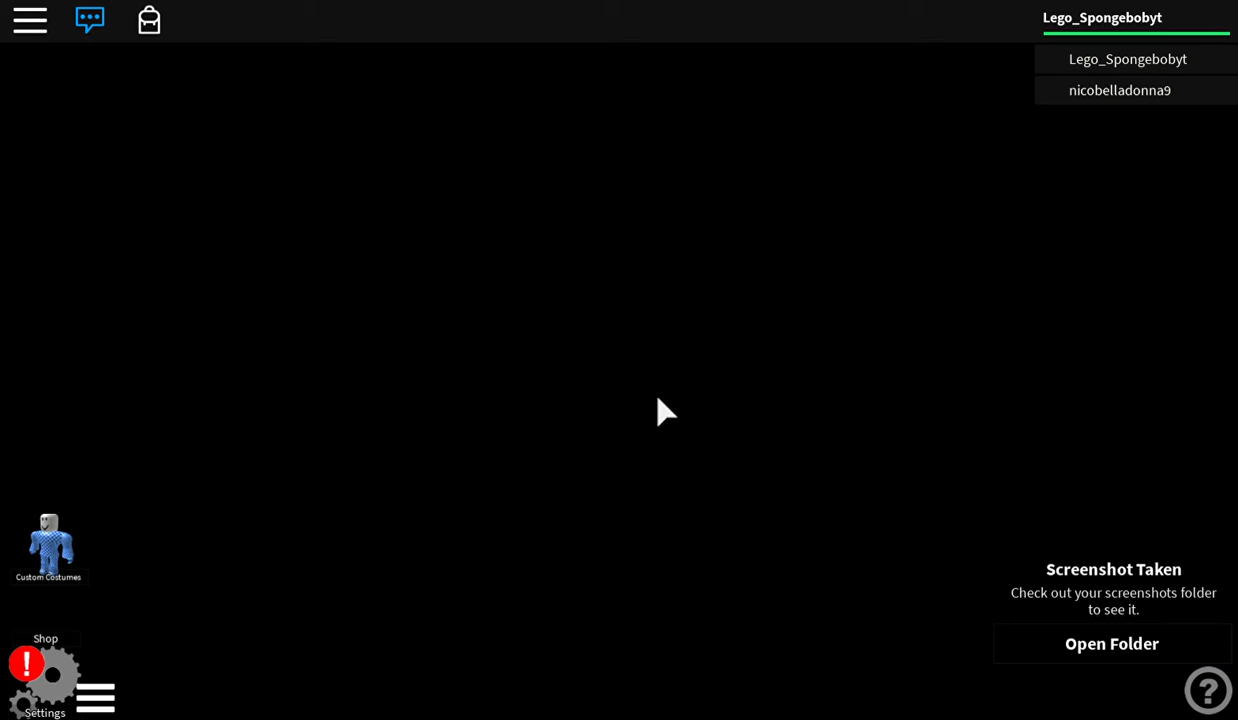 Lego_Spongebobyt
Lego_Spongebobyt
nicobelladonna9
Custom Costumes
Screenshot Taken
Check out your screenshots folder
to see it.
Open Folder
Shop
!
Settings
?